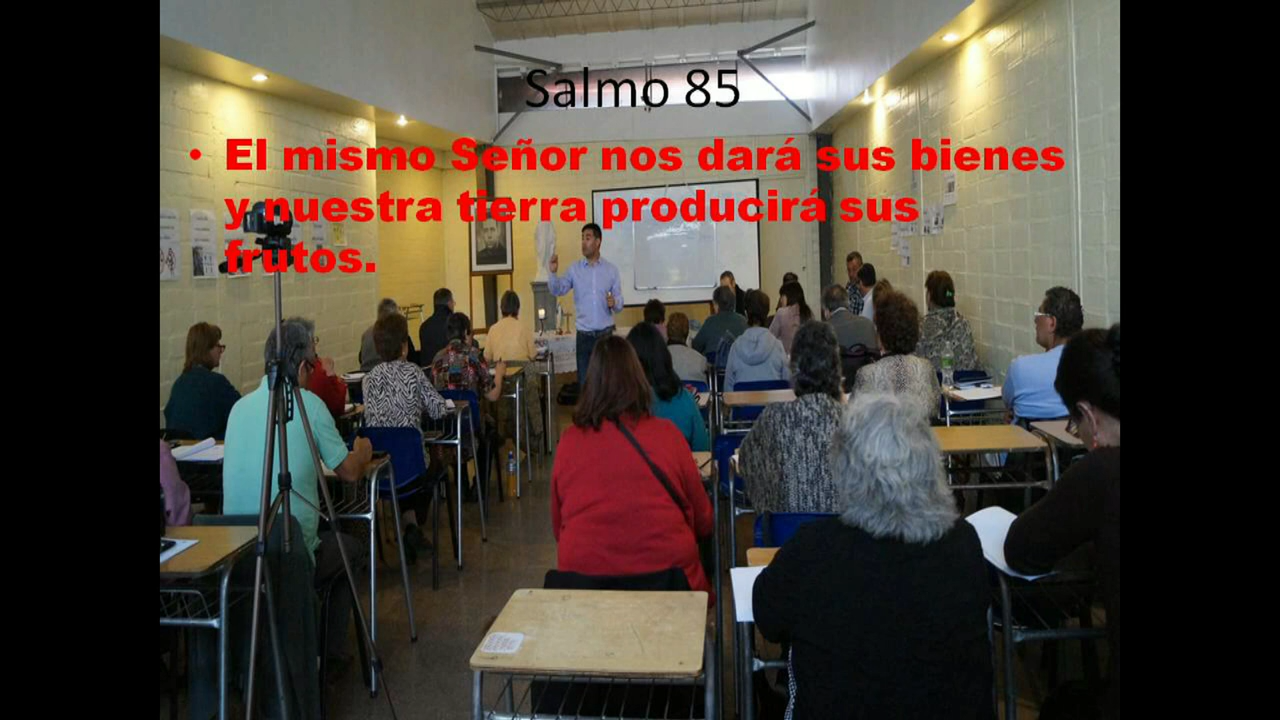 Salmo 85
• El mismo Señor nos dará sus bienes
y nuestra tierra producirá sus
frutos.